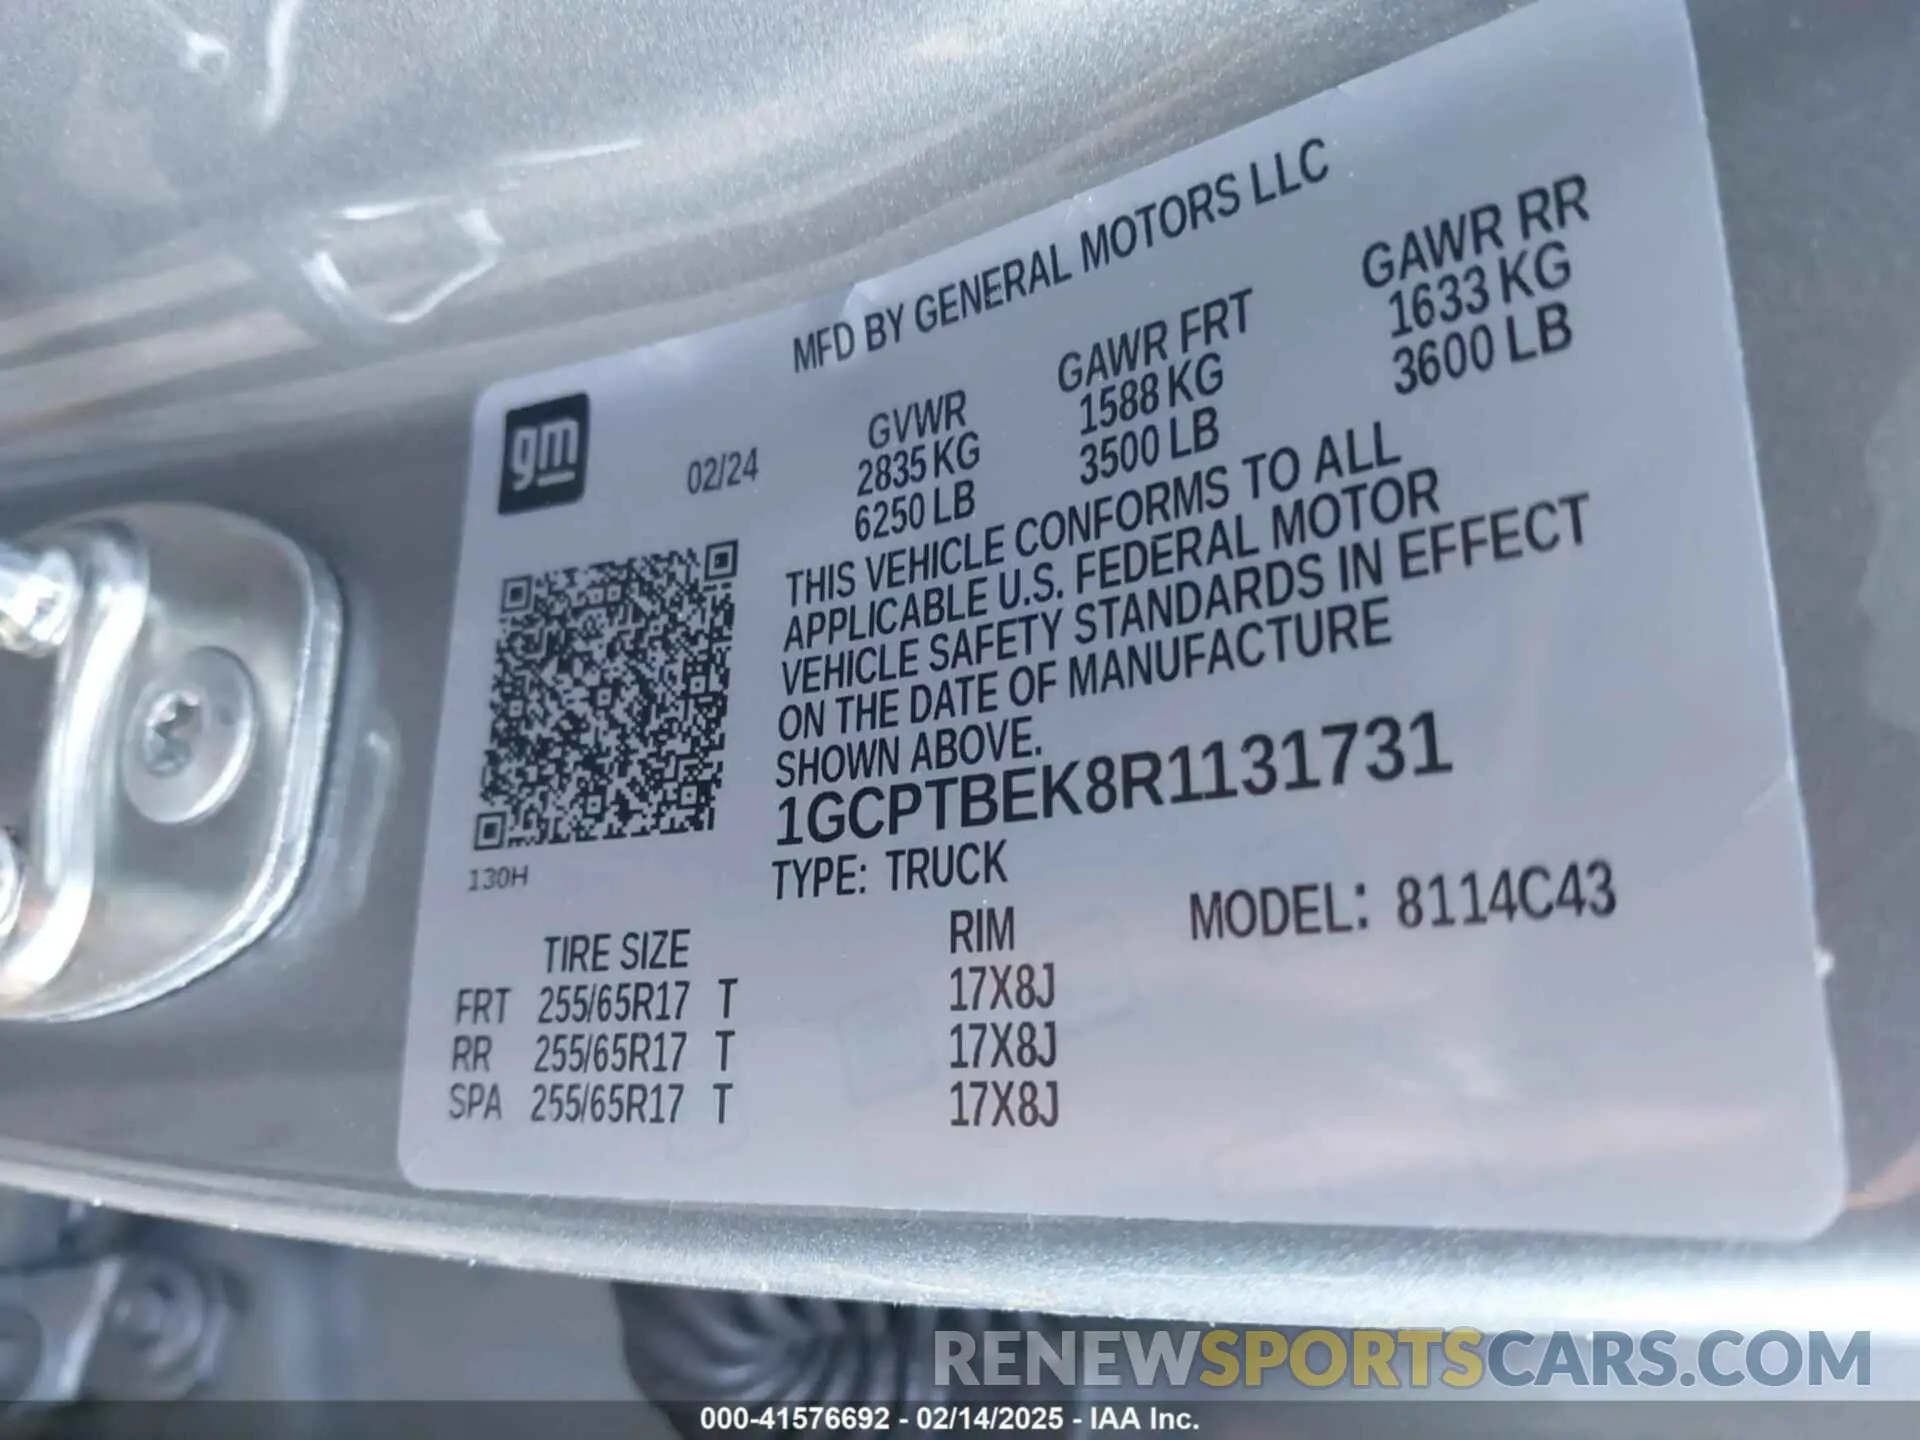 MFD BY GENERAL MOTORS LLC
gm
02/24
GVWR GAWR FRT GAWR RR
2835 KG 1588 KG 1633 KG
6250 LB 3500 LB 3600 LB
THIS VEHICLE CONFORMS TO ALL
APPLICABLE U.S. FEDERAL MOTOR
VEHICLE SAFETY STANDARDS IN EFFECT
ON THE DATE OF MANUFACTURE
SHOWN ABOVE.
1GCPTBEK8R1131731
130H
TYPE: TRUCK
MODEL: 8114C43
TIRE SIZE RIM
FRT 255/65R17 T 17X8J
RR 255/65R17 T 17X8J
SPA 255/65R17 T 17X8J
RENEWSPORTSCARS.COM
000-41576692 - 02/14/2025 - IAA Inc.